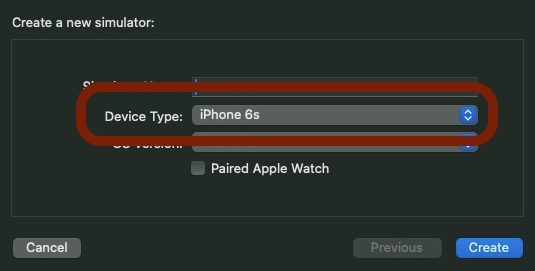 Create a new simulator:
Device Type: iPhone 6s
Paired Apple Watch
Cancel Previous Create